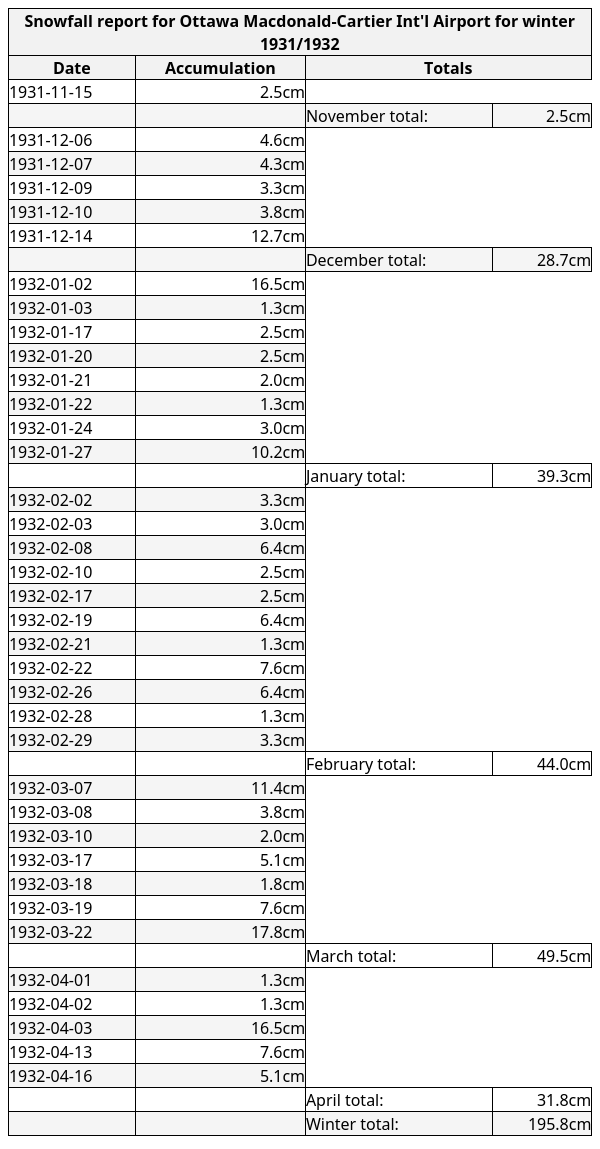 Snowfall report for Ottawa Macdonald-Cartier Int'l Airport for winter
1931/1932
Date Accumulation Totals
1931-11-15 2.5cm
November total: 2.5cm
1931-12-06 4.6cm
1931-12-07 4.3cm
1931-12-09 3.3cm
1931-12-10 3.8cm
1931-12-14 12.7cm
December total: 28.7cm
1932-01-02 16.5cm
1932-01-03 1.3cm
1932-01-17 2.5cm
1932-01-20 2.5cm
1932-01-21 2.0cm
1932-01-22 1.3cm
1932-01-24 3.0cm
1932-01-27 10.2cm
January total: 39.3cm
1932-02-02 3.3cm
1932-02-03 3.0cm
1932-02-08 6.4cm
1932-02-10 2.5cm
1932-02-17 2.5cm
1932-02-19 6.4cm
1932-02-21 1.3cm
1932-02-22 7.6cm
1932-02-26 6.4cm
1932-02-28 1.3cm
1932-02-29 3.3cm
February total: 44.0cm
1932-03-07 11.4cm
1932-03-08 3.8cm
1932-03-10 2.0cm
1932-03-17 5.1cm
1932-03-18 1.8cm
1932-03-19 7.6cm
1932-03-22 17.8cm
March total: 49.5cm
1932-04-01 1.3cm
1932-04-02 1.3cm
1932-04-03 16.5cm
1932-04-13 7.6cm
1932-04-16 5.1cm
April total: 31.8cm
Winter total: 195.8cm